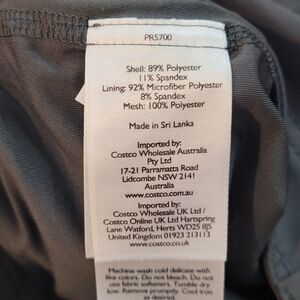 PR5700
Shell: 89% Polyester
11% Spandex
Lining: 92% Microfiber Polyester
8% Spandex
Mesh: 100% Polyester
Made in Sri Lanka
Imported by:
Costco Wholesale Australia
Pty Ltd
17-21 Parramatta Road
Lidcombe NSW 2141
Australia
www.costco.com.au
Imported by:
Costco Wholesale UK Ltd /
Costco Online UK Ltd Hartspring
Lane Watford, Herts WD25 8JS
United Kingdom 01923 213113
www.costco.co.uk
Machine wash cold delicate with
like colors. Do not bleach. Do not
use fabric softeners. Tumble dry
low. Remove promptly. Cool iron
as desired.